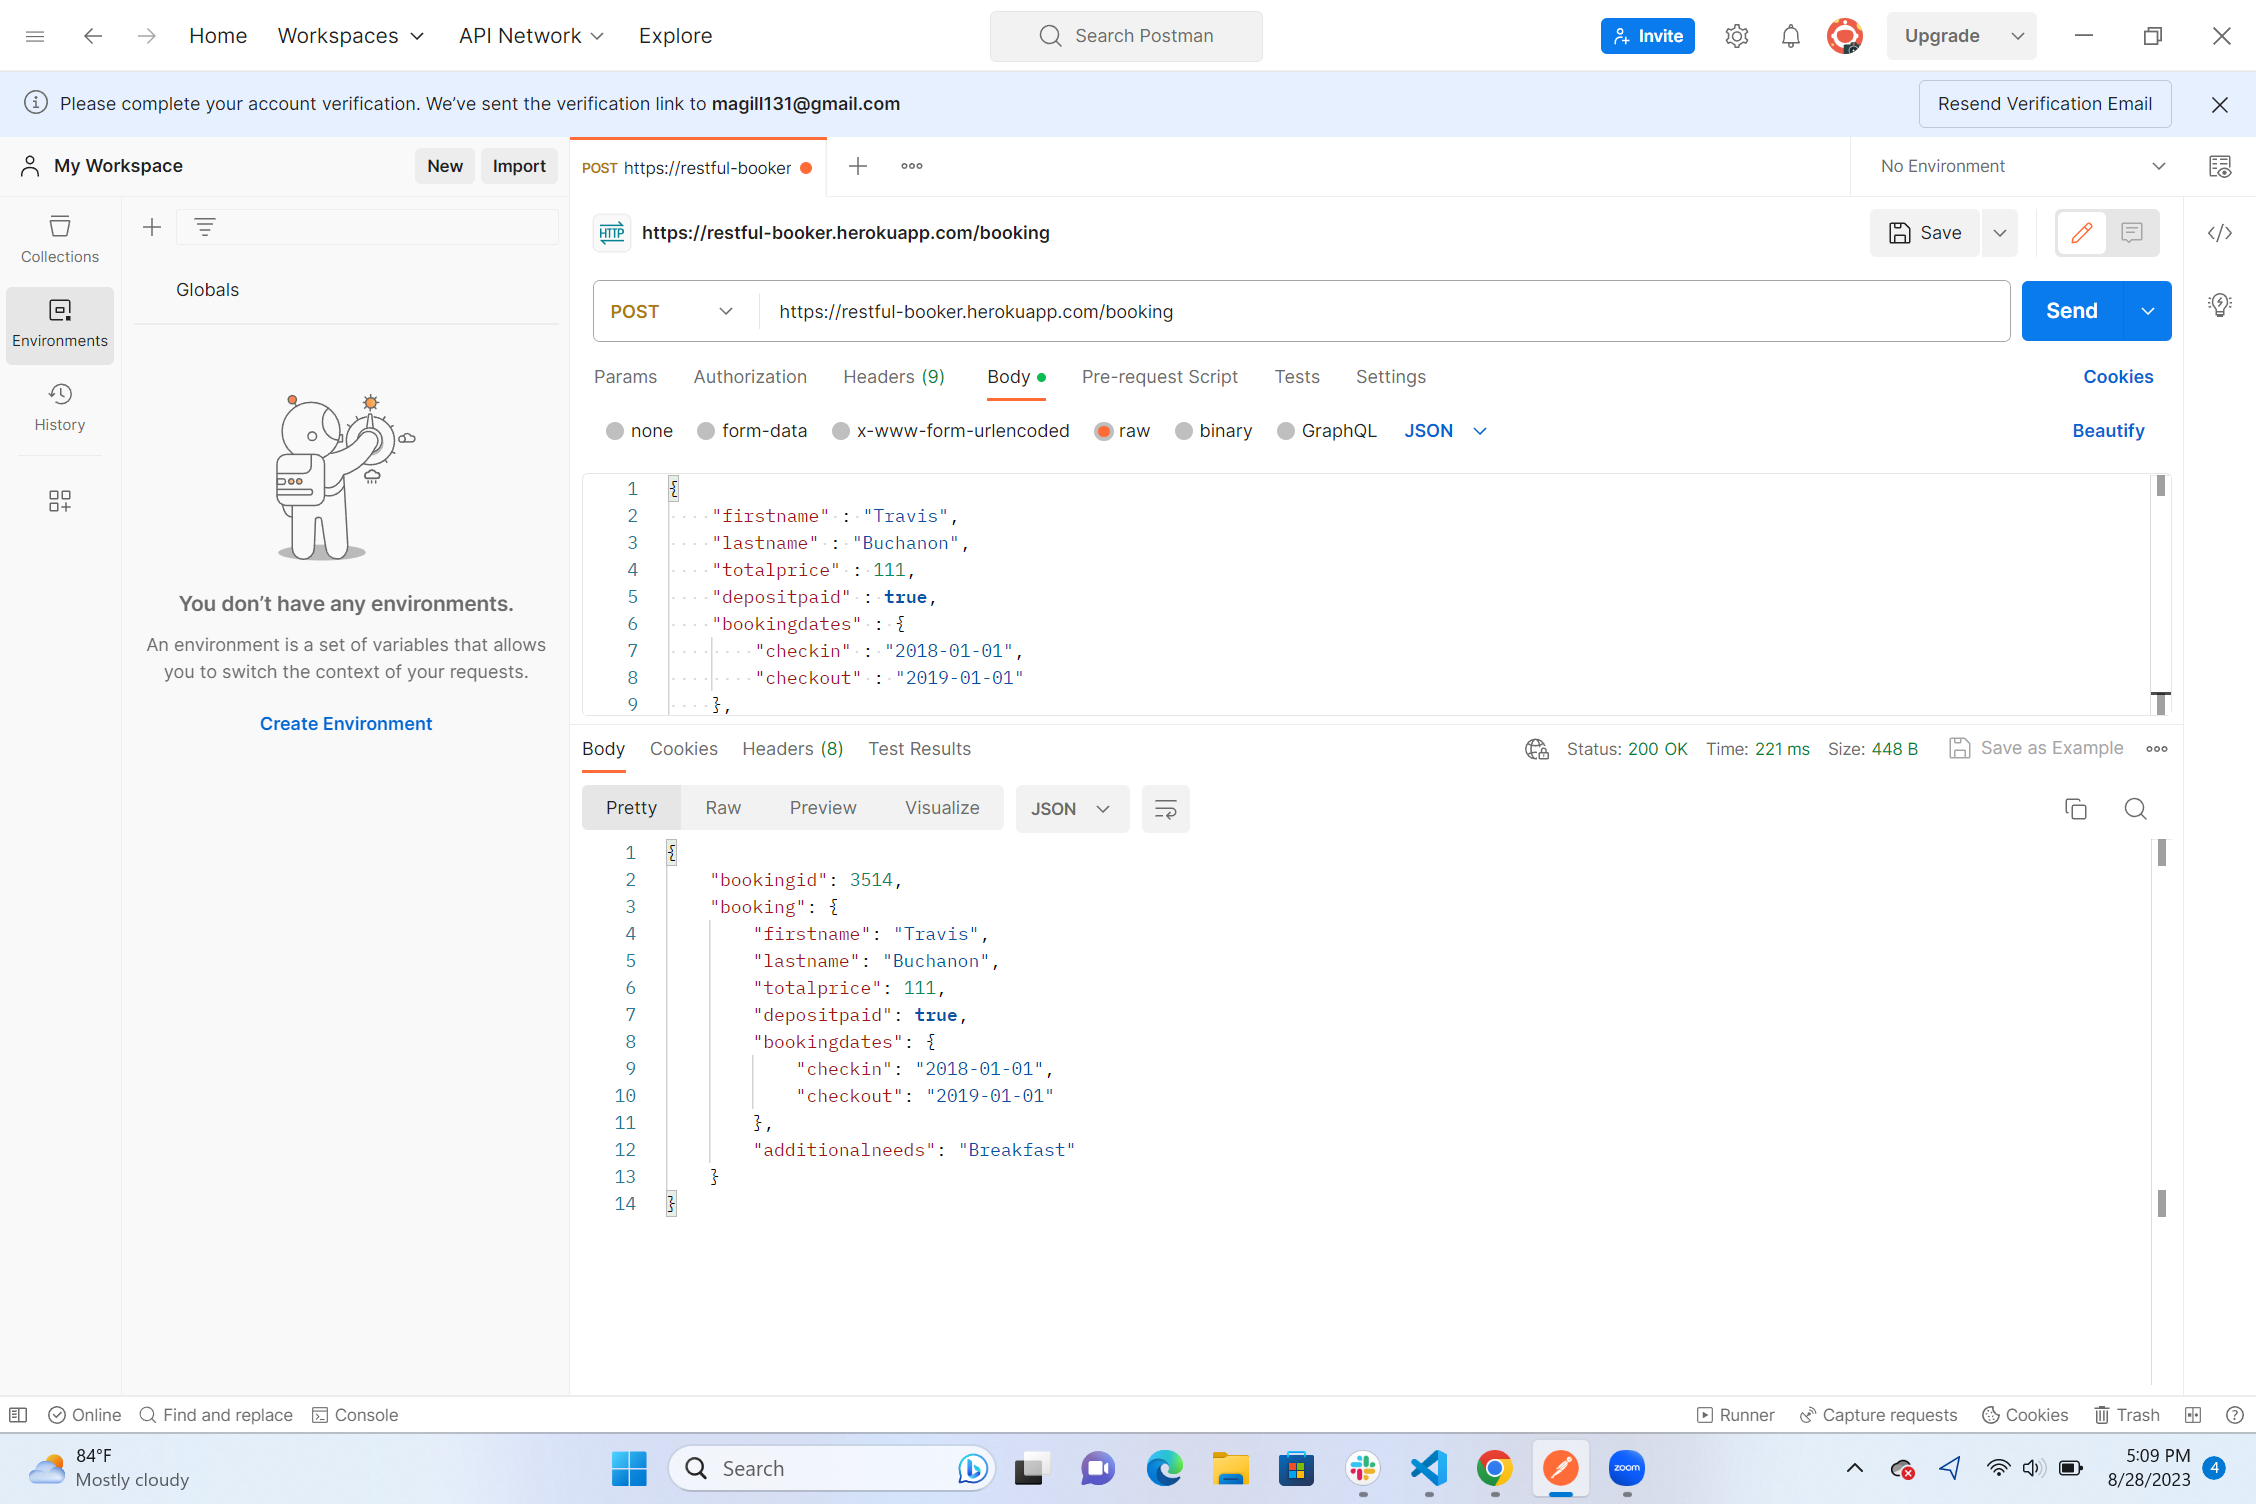 Home Workspaces API Network Explore Search Postman Invite Upgrade
Please complete your account verification. We’ve sent the verification link to magill131@gmail.com Resend Verification Email
My Workspace New Import POST https://restful-booker No Environment
Collections
Environments
History
Globals
You don’t have any environments.
An environment is a set of variables that allows
you to switch the context of your requests.
Create Environment
HTTP https://restful-booker.herokuapp.com/booking Save
POST https://restful-booker.herokuapp.com/booking Send
Params Authorization Headers (9) Body Pre-request Script Tests Settings Cookies
none form-data x-www-form-urlencoded raw binary GraphQL JSON Beautify
1 {
2 "firstname" : "Travis",
3 "lastname" : "Buchanon",
4 "totalprice" : 111,
5 "depositpaid" : true,
6 "bookingdates" : {
7 "checkin" : "2018-01-01",
8 "checkout" : "2019-01-01"
9 },
Body Cookies Headers (8) Test Results Status: 200 OK Time: 221 ms Size: 448 B Save as Example
Pretty Raw Preview Visualize JSON
1 {
2 "bookingid": 3514,
3 "booking": {
4 "firstname": "Travis",
5 "lastname": "Buchanon",
6 "totalprice": 111,
7 "depositpaid": true,
8 "bookingdates": {
9 "checkin": "2018-01-01",
10 "checkout": "2019-01-01"
11 },
12 "additionalneeds": "Breakfast"
13 }
14 }
Online Find and replace Console Runner Capture requests Cookies Trash
84°F
Mostly cloudy
Search
zoom
5:09 PM
8/28/2023
4